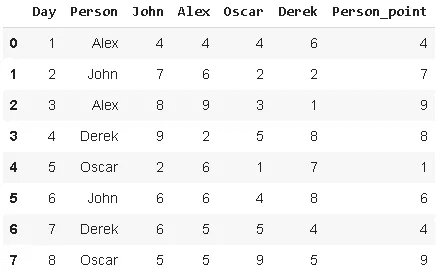 Day Person John Alex Oscar Derek Person_point
0 1 Alex 4 4 4 6 4
1 2 John 7 6 2 2 7
2 3 Alex 8 9 3 1 9
3 4 Derek 9 2 5 8 8
4 5 Oscar 2 6 1 7 1
5 6 John 6 6 4 8 6
6 7 Derek 6 5 5 4 4
7 8 Oscar 5 5 9 5 9